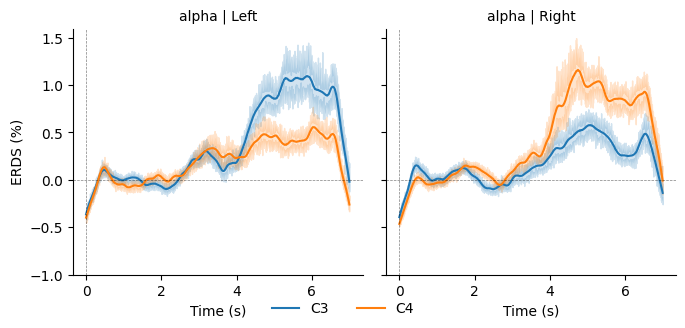 alpha | Left
alpha | Right
ERDS (%)
1.5
1.0
0.5
0.0
−0.5
−1.0
0 2 4 6
0 2 4 6
Time (s)
Time (s)
C3
C4